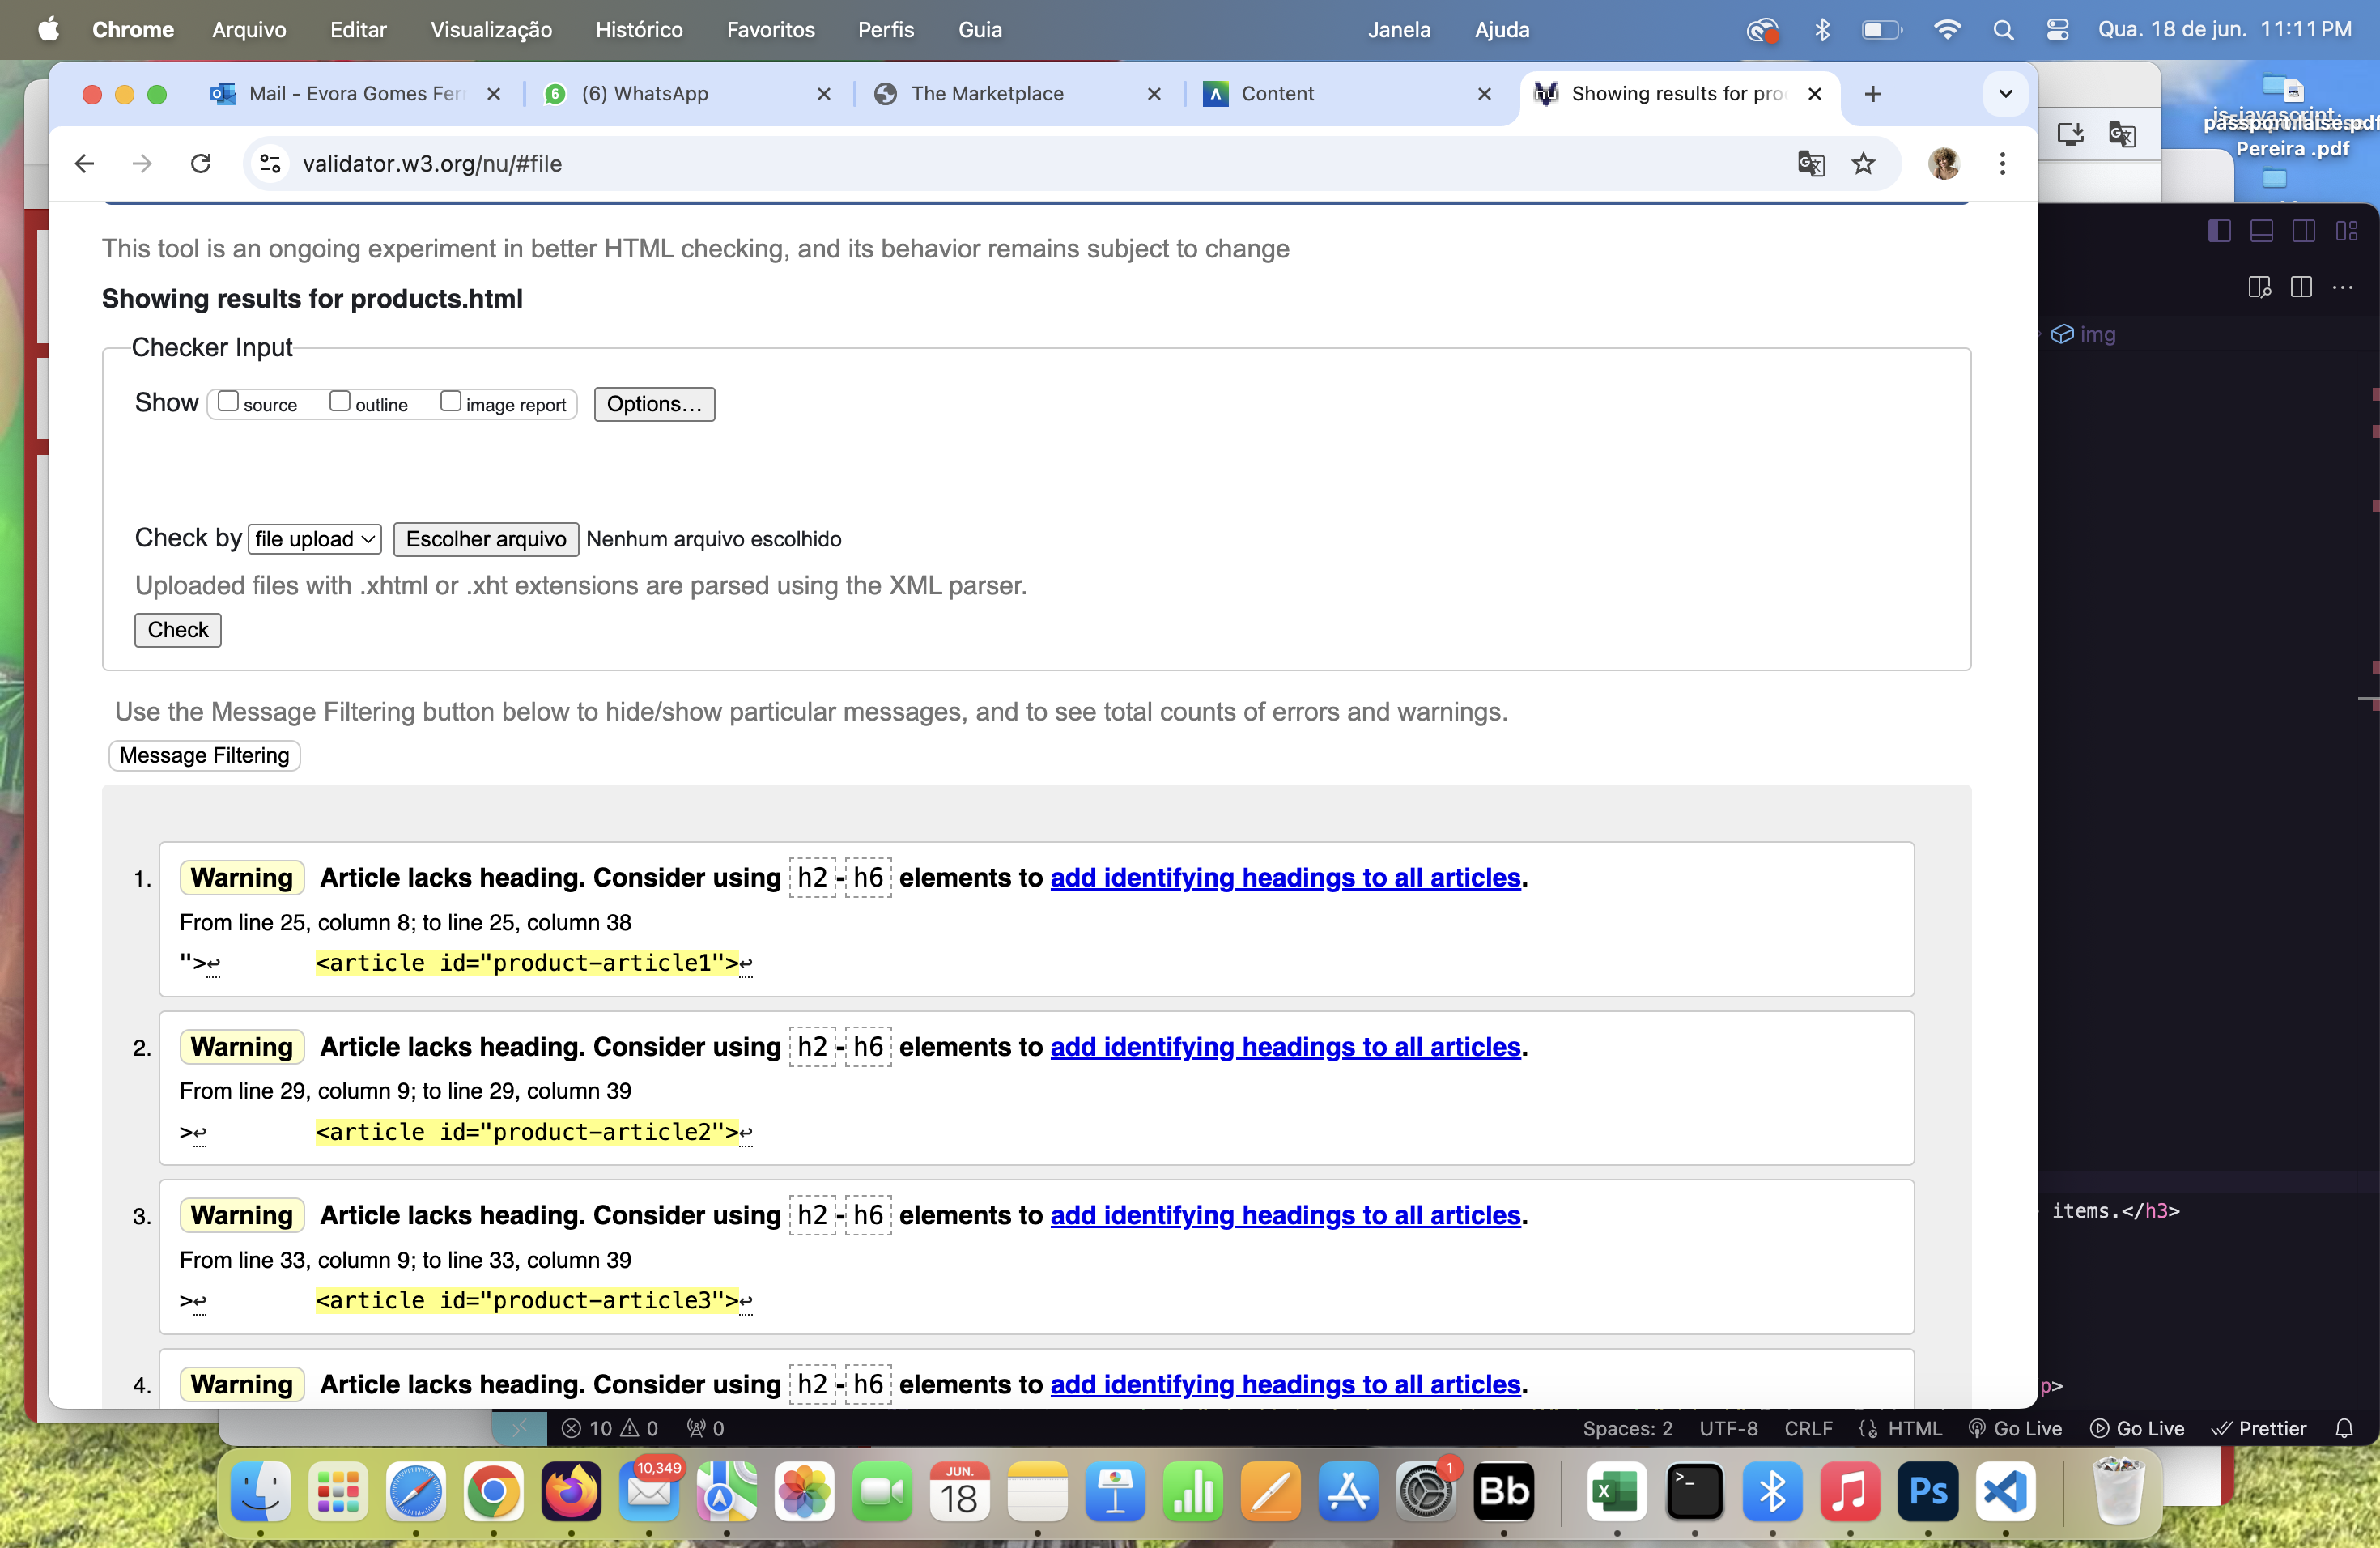 Chrome Arquivo Editar Visualização Histórico Favoritos Perfis Guia Janela Ajuda Qua. 18 de jun. 11:11 PM
Mail - Evora Gomes Fer
(6) WhatsApp
The Marketplace
Content
Showing results for pro
validator.w3.org/nu/#file
Pereira .pdf
This tool is an ongoing experiment in better HTML checking, and its behavior remains subject to change
Showing results for products.html
img
Checker Input
Show source outline image report Options...
Check by file upload Escolher arquivo Nenhum arquivo escolhido
Uploaded files with .xhtml or .xht extensions are parsed using the XML parser.
Check
Use the Message Filtering button below to hide/show particular messages, and to see total counts of errors and warnings.
Message Filtering
1. Warning Article lacks heading. Consider using h2-h6 elements to add identifying headings to all articles.
From line 25, column 8; to line 25, column 38
">↩ <article id="product-article1">↩
2. Warning Article lacks heading. Consider using h2-h6 elements to add identifying headings to all articles.
From line 29, column 9; to line 29, column 39
>↩ <article id="product-article2">↩
3. Warning Article lacks heading. Consider using h2-h6 elements to add identifying headings to all articles.
From line 33, column 9; to line 33, column 39
>↩ <article id="product-article3">↩
4. Warning Article lacks heading. Consider using h2-h6 elements to add identifying headings to all articles.
items.</h3>
p>
10 0 0 Spaces: 2 UTF-8 CRLF HTML Go Live Go Live Prettier
10,349
JUN.
18
1
Bb
X
Ps